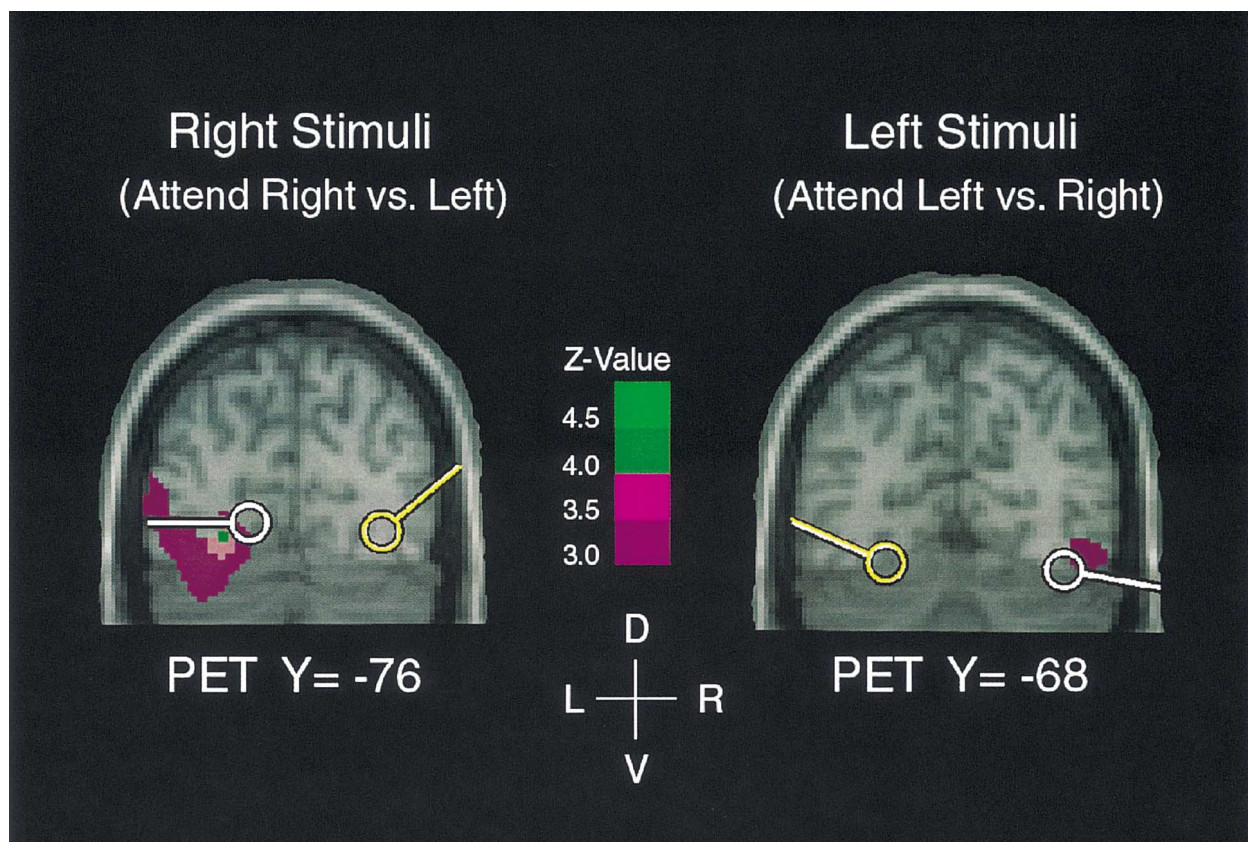 Right Stimuli
(Attend Right vs. Left)
Left Stimuli
(Attend Left vs. Right)
Z-Value
4.5
4.0
3.5
3.0
PET Y= -76
PET Y= -68
D
L R
V